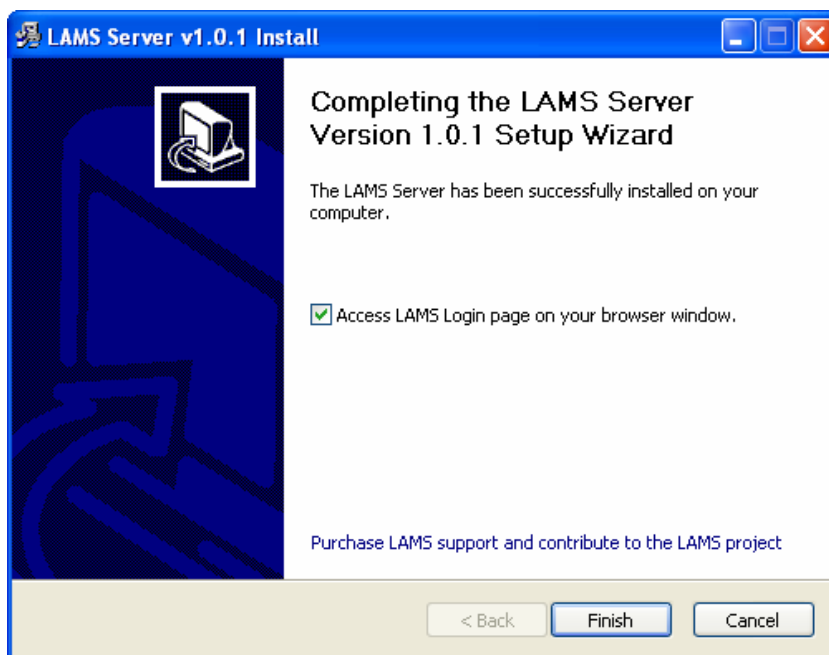 LAMS Server v1.0.1 Install
Completing the LAMS Server
Version 1.0.1 Setup Wizard
The LAMS Server has been successfully installed on your
computer.
Access LAMS Login page on your browser window.
Purchase LAMS support and contribute to the LAMS project
< Back
Finish
Cancel